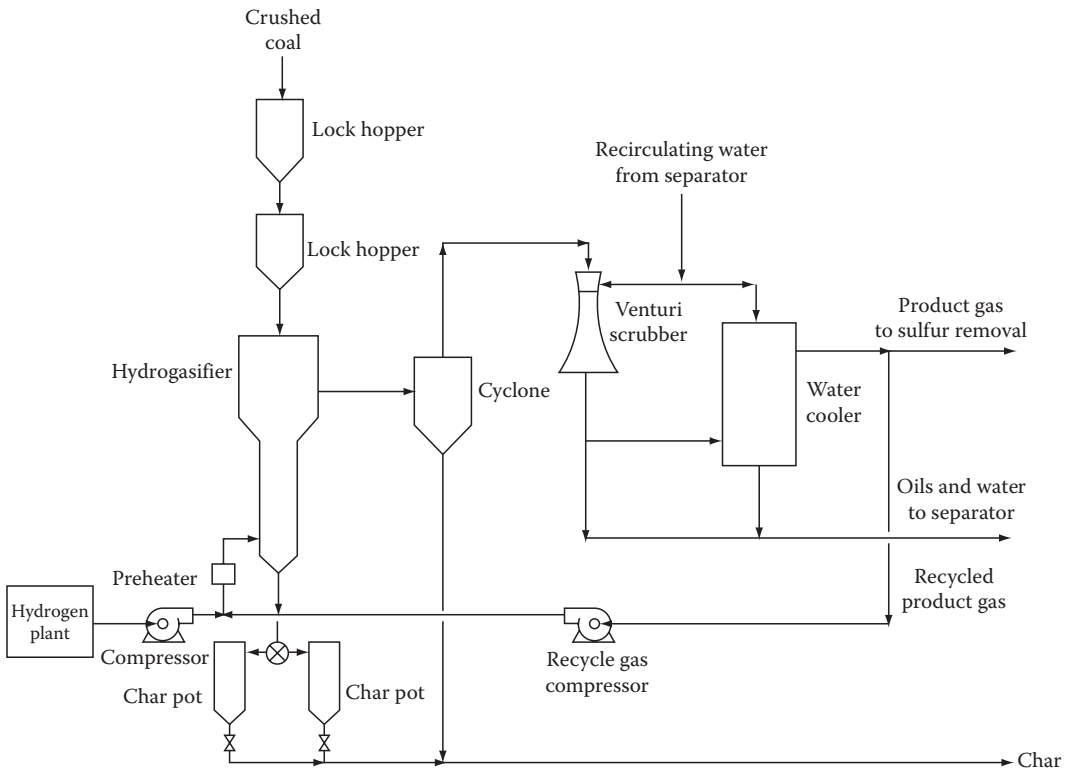 Crushed
coal
Lock hopper
Recirculating water
from separator
Lock hopper
Product gas
to sulfur removal
Venturi
scrubber
Hydrogasifier
Cyclone
Water
cooler
Oils and water
to separator
Preheater
Recycled
product gas
Hydrogen
plant
Compressor
Recycle gas
compressor
Char pot
Char pot
Char